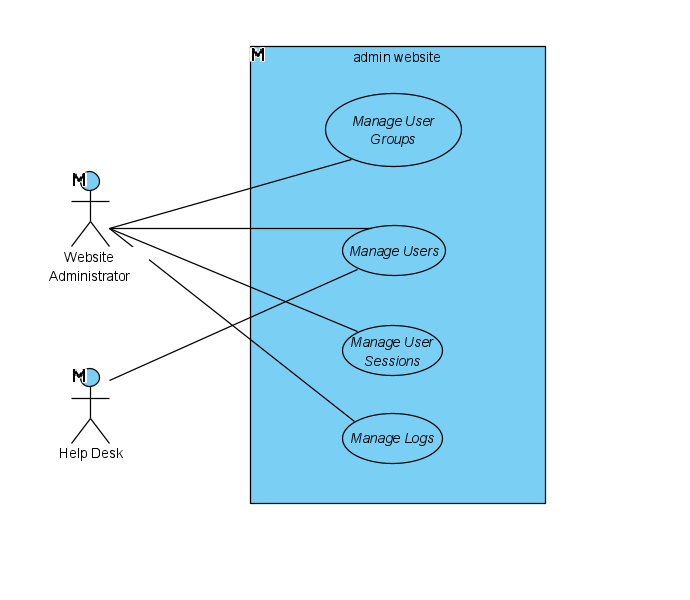 M
admin website
Manage User
Groups
M
Website
Administrator
Manage Users
Manage User
Sessions
M
Help Desk
Manage Logs